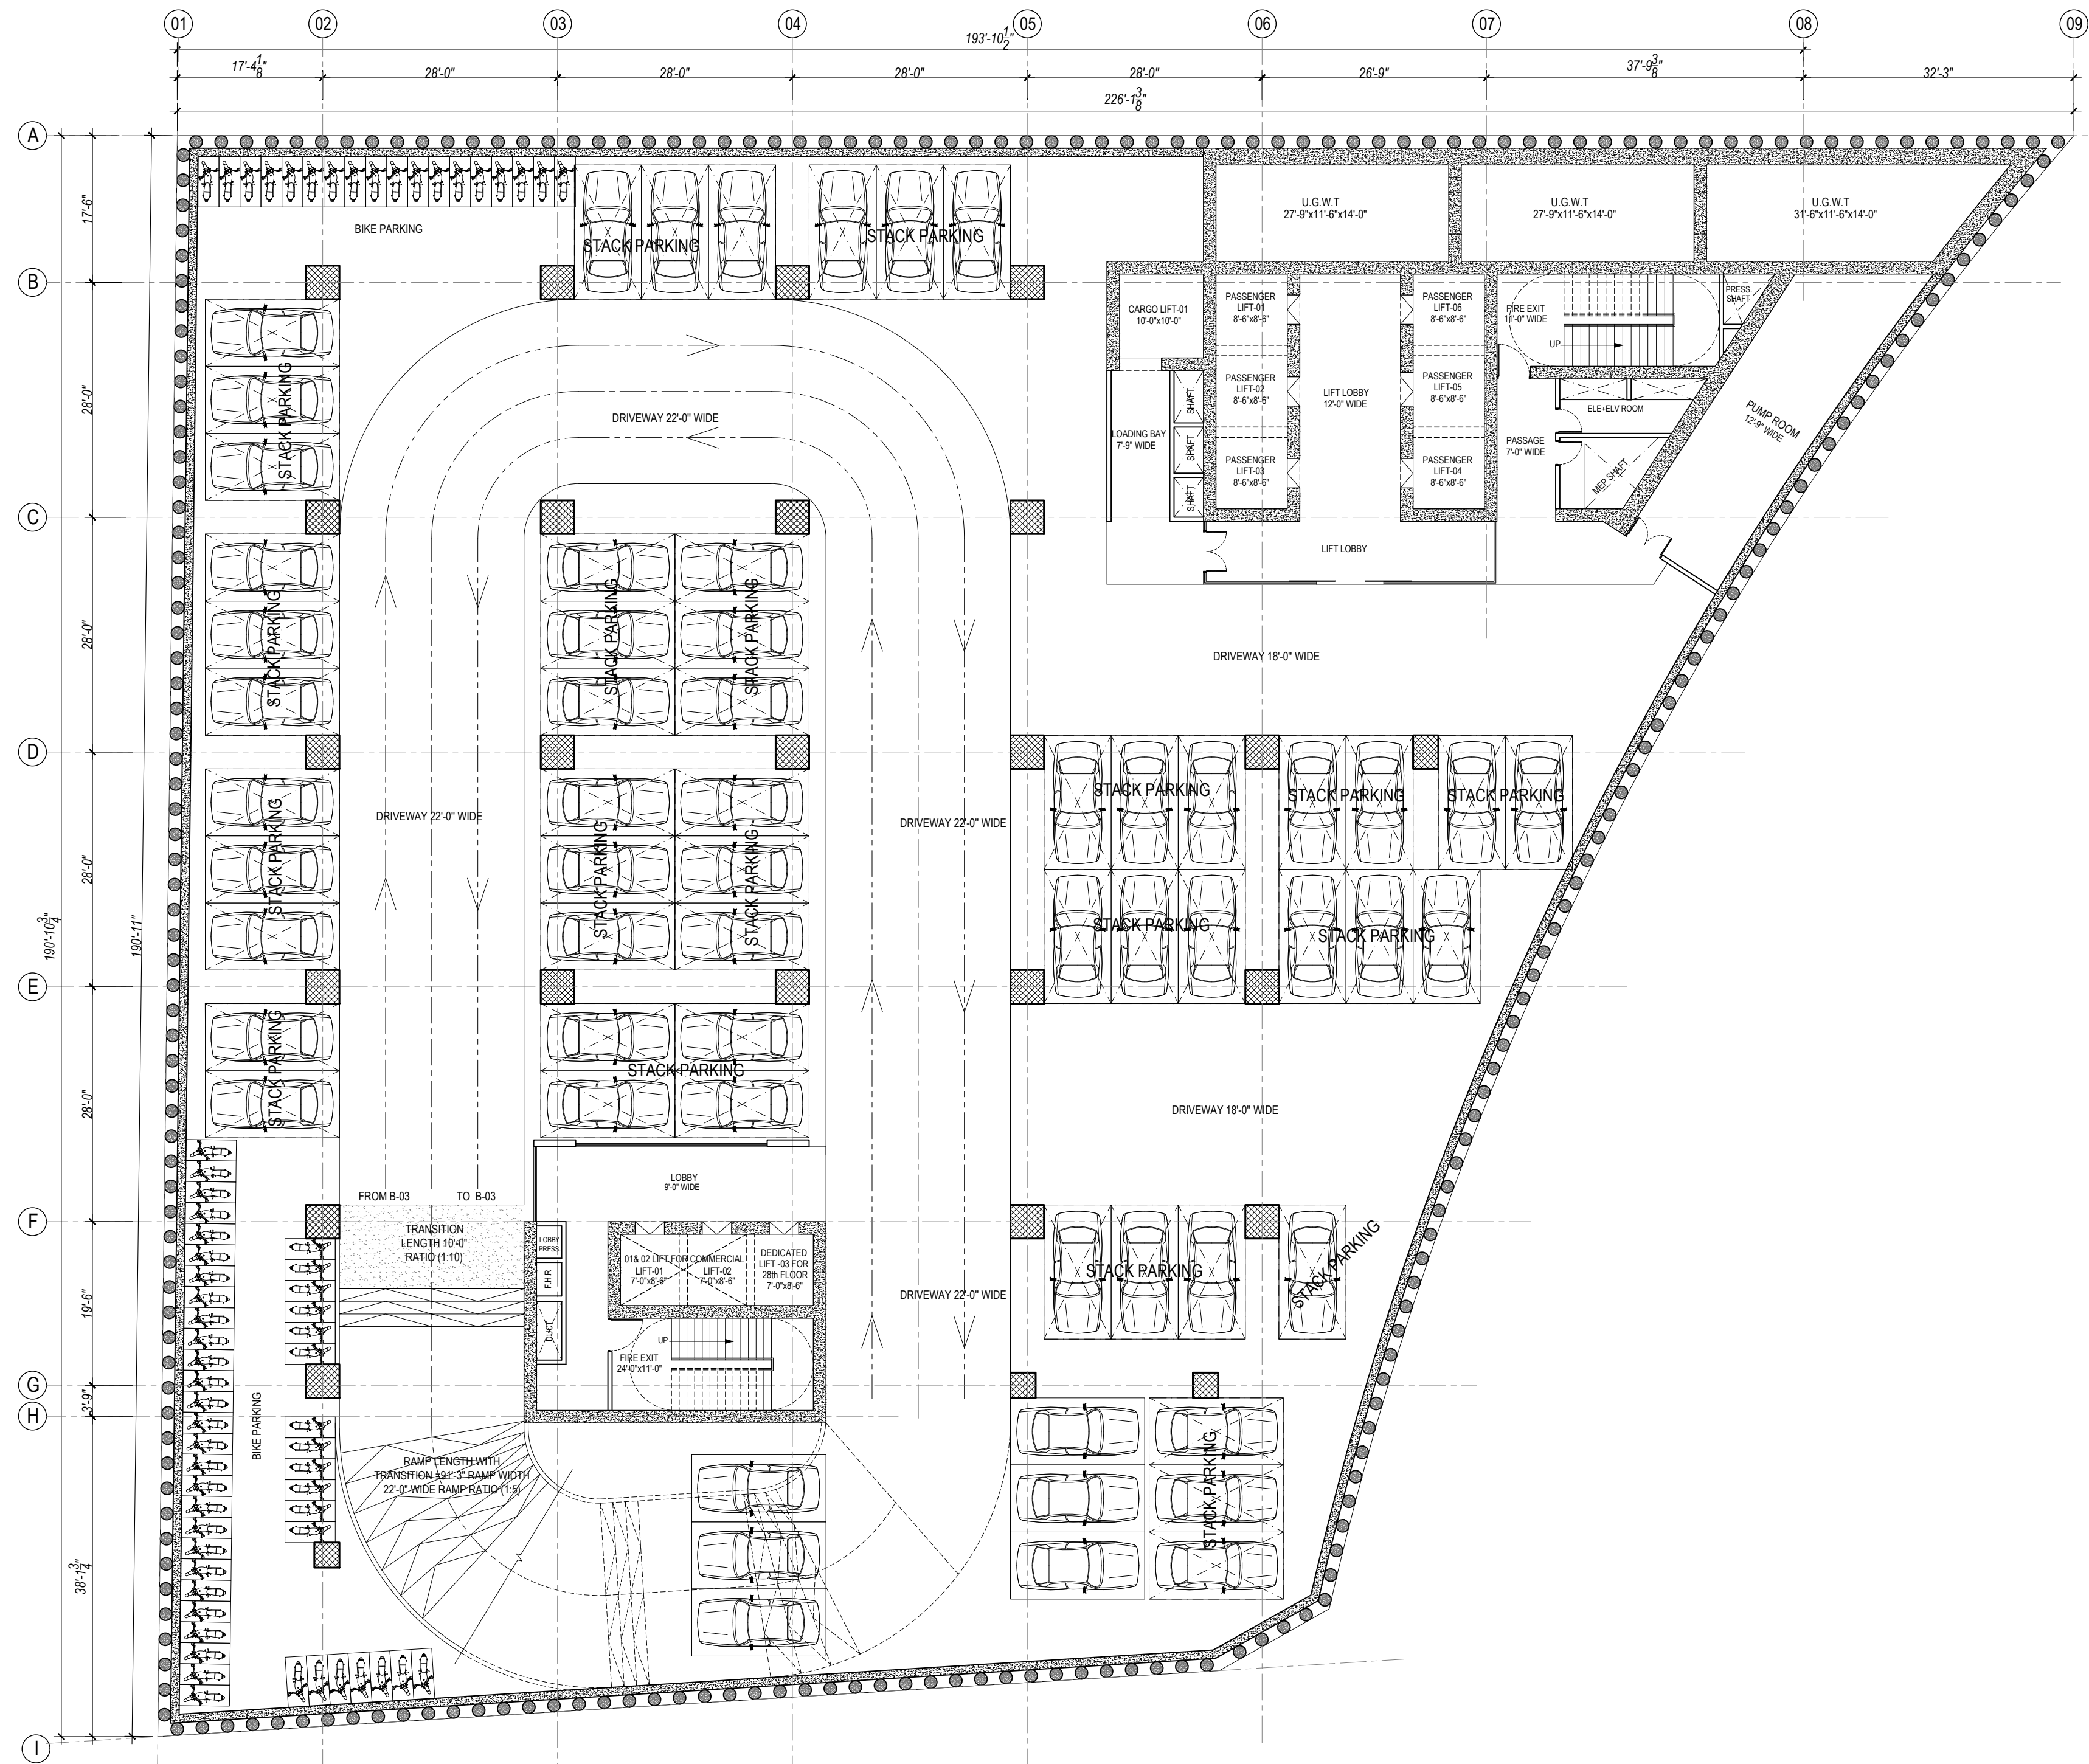 01
02
03
04
05
06
07
08
09
193'-10 1/2"
17'-4 1/8"
28'-0"
28'-0"
28'-0"
28'-0"
26'-9"
37'-9 3/8"
32'-3"
226'-1 3/8"
A
B
C
D
E
F
G
H
I
17'-6"
28'-0"
28'-0"
28'-0"
28'-0"
19'-6"
3'-9"
38'-1 3/4"
190'-10 3/4"
190'-11"
BIKE PARKING
STACK PARKING
STACK PARKING
U.G.W.T
27'-9"x11'-6"x14'-0"
U.G.W.T
27'-9"x11'-6"x14'-0"
U.G.W.T
31'-6"x11'-6"x14'-0"
CARGO LIFT-01
10'-0"x10'-0"
PASSENGER
LIFT-01
8'-6"x8'-6"
PASSENGER
LIFT-06
8'-6"x8'-6"
FIRE EXIT
11'-0" WIDE
UP
PRESS.
SHAFT
STACK PARKING
DRIVEWAY 22'-0" WIDE
LOADING BAY
7'-9" WIDE
SHAFT
SHAFT
SHAFT
PASSENGER
LIFT-02
8'-6"x8'-6"
LIFT LOBBY
12'-0" WIDE
PASSENGER
LIFT-05
8'-6"x8'-6"
ELE+ELV ROOM
PUMP ROOM
12'-9" WIDE
PASSENGER
LIFT-03
8'-6"x8'-6"
PASSENGER
LIFT-04
8'-6"x8'-6"
PASSAGE
7'-0" WIDE
MEP SHAFT
LIFT LOBBY
STACK PARKING
STACK PARKING
STACK PARKING
DRIVEWAY 18'-0" WIDE
STACK PARKING
DRIVEWAY 22'-0" WIDE
STACK PARKING
STACK PARKING
DRIVEWAY 22'-0" WIDE
STACK PARKING
STACK PARKING
STACK PARKING
STACK PARKING
STACK PARKING
STACK PARKING
STACK PARKING
DRIVEWAY 18'-0" WIDE
LOBBY
9'-0" WIDE
FROM B-03
TO B-03
TRANSITION
LENGTH 10'-0"
RATIO (1:10)
LOBBY
PRESS.
F.H.R
DUCT
01& 02 LIFT FOR COMMERCIAL
LIFT-01
7'-0"x8'-6"
LIFT-02
7'-0"x8'-6"
DEDICATED
LIFT -03 FOR
28th FLOOR
7'-0"x8'-6"
UP
FIRE EXIT
24'-0"x11'-0"
DRIVEWAY 22'-0" WIDE
STACK PARKING
STACK PARKING
BIKE PARKING
RAMP LENGTH WITH
TRANSITION =91'-3" RAMP WIDTH
22'-0" WIDE RAMP RATIO (1:5)
STACK PARKING